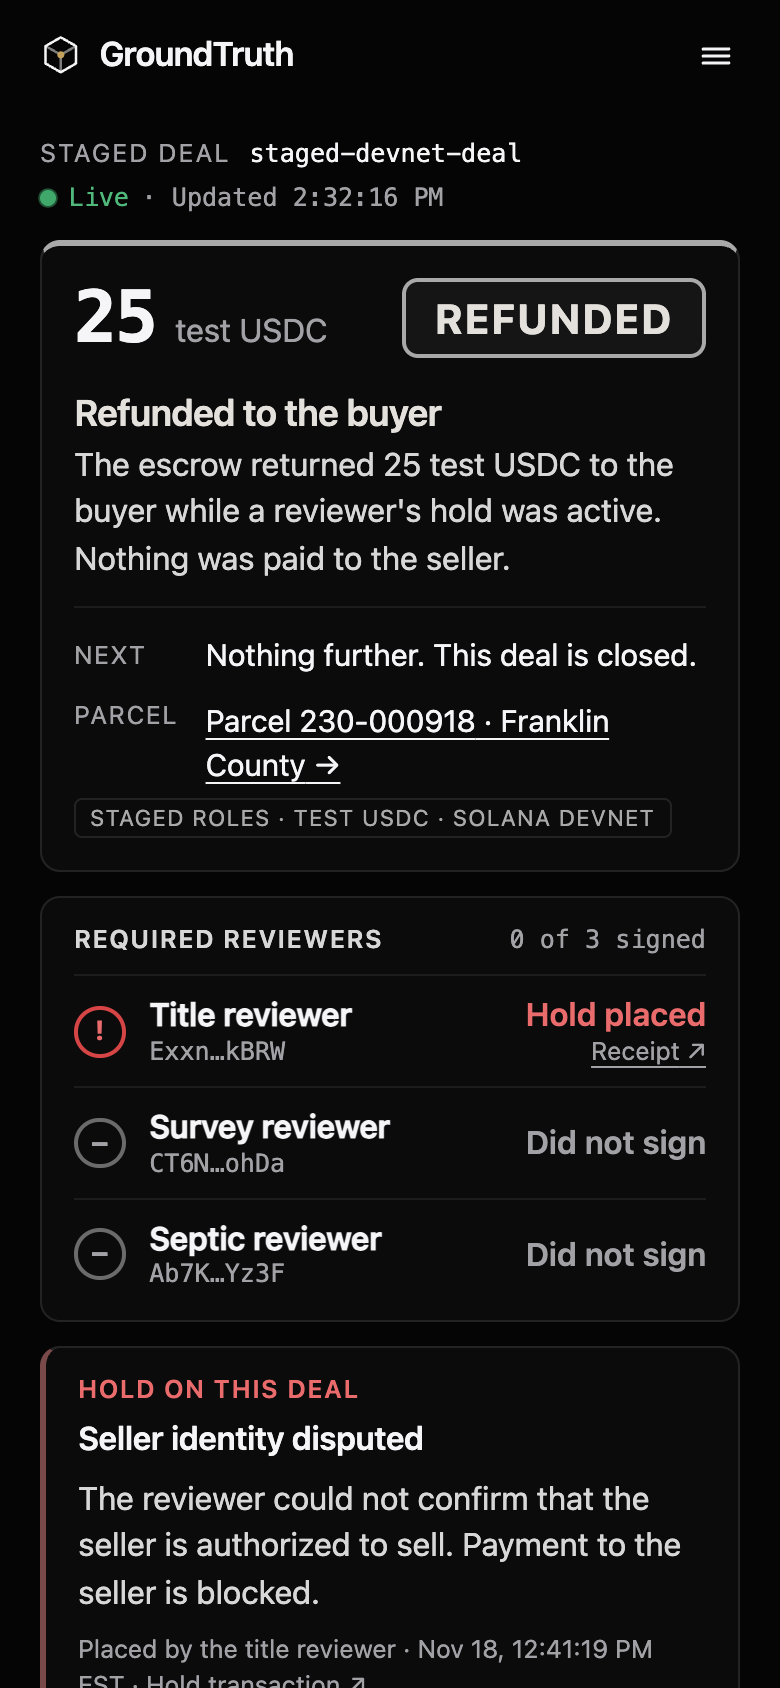 GroundTruth
STAGED DEAL staged-devnet-deal
Live · Updated 2:32:16 PM
25 test USDC
REFUNDED
Refunded to the buyer
The escrow returned 25 test USDC to the
buyer while a reviewer's hold was active.
Nothing was paid to the seller.
NEXT Nothing further. This deal is closed.
PARCEL Parcel 230-000918 · Franklin
County →
STAGED ROLES · TEST USDC · SOLANA DEVNET
REQUIRED REVIEWERS 0 of 3 signed
! Title reviewer Hold placed
Exxn…kBRW Receipt ↗
Survey reviewer Did not sign
CT6N…ohDa
Septic reviewer Did not sign
Ab7K…Yz3F
HOLD ON THIS DEAL
Seller identity disputed
The reviewer could not confirm that the
seller is authorized to sell. Payment to the
seller is blocked.
Placed by the title reviewer · Nov 18, 12:41:19 PM
EST · Hold transaction ↗